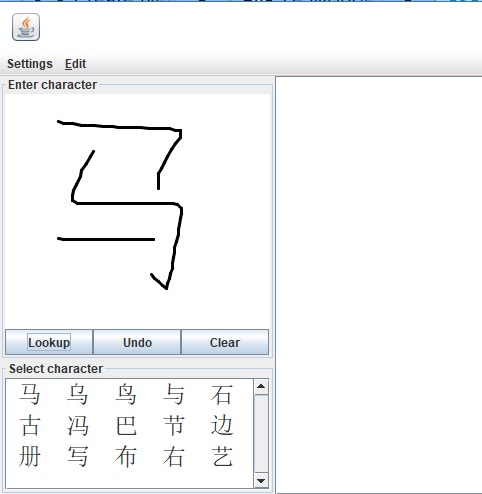 Settings Edit
Enter character
马
Lookup Undo Clear
Select character
马 乌 鸟 与 石
古 冯 巴 节 边
册 写 布 右 艺